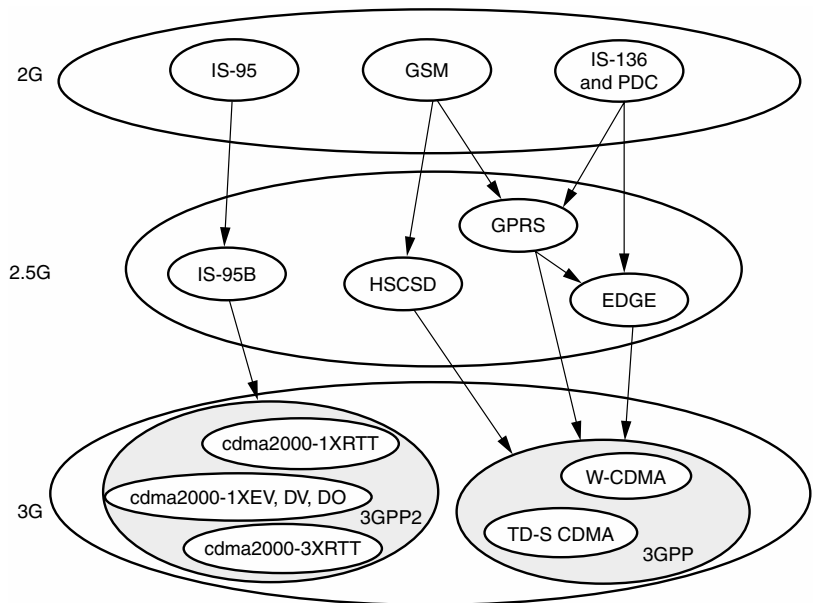 2G
IS-95
GSM
IS-136
and PDC
2.5G
GPRS
IS-95B
HSCSD
EDGE
3G
cdma2000-1XRTT
cdma2000-1XEV, DV, DO
3GPP2
cdma2000-3XRTT
W-CDMA
TD-S CDMA
3GPP